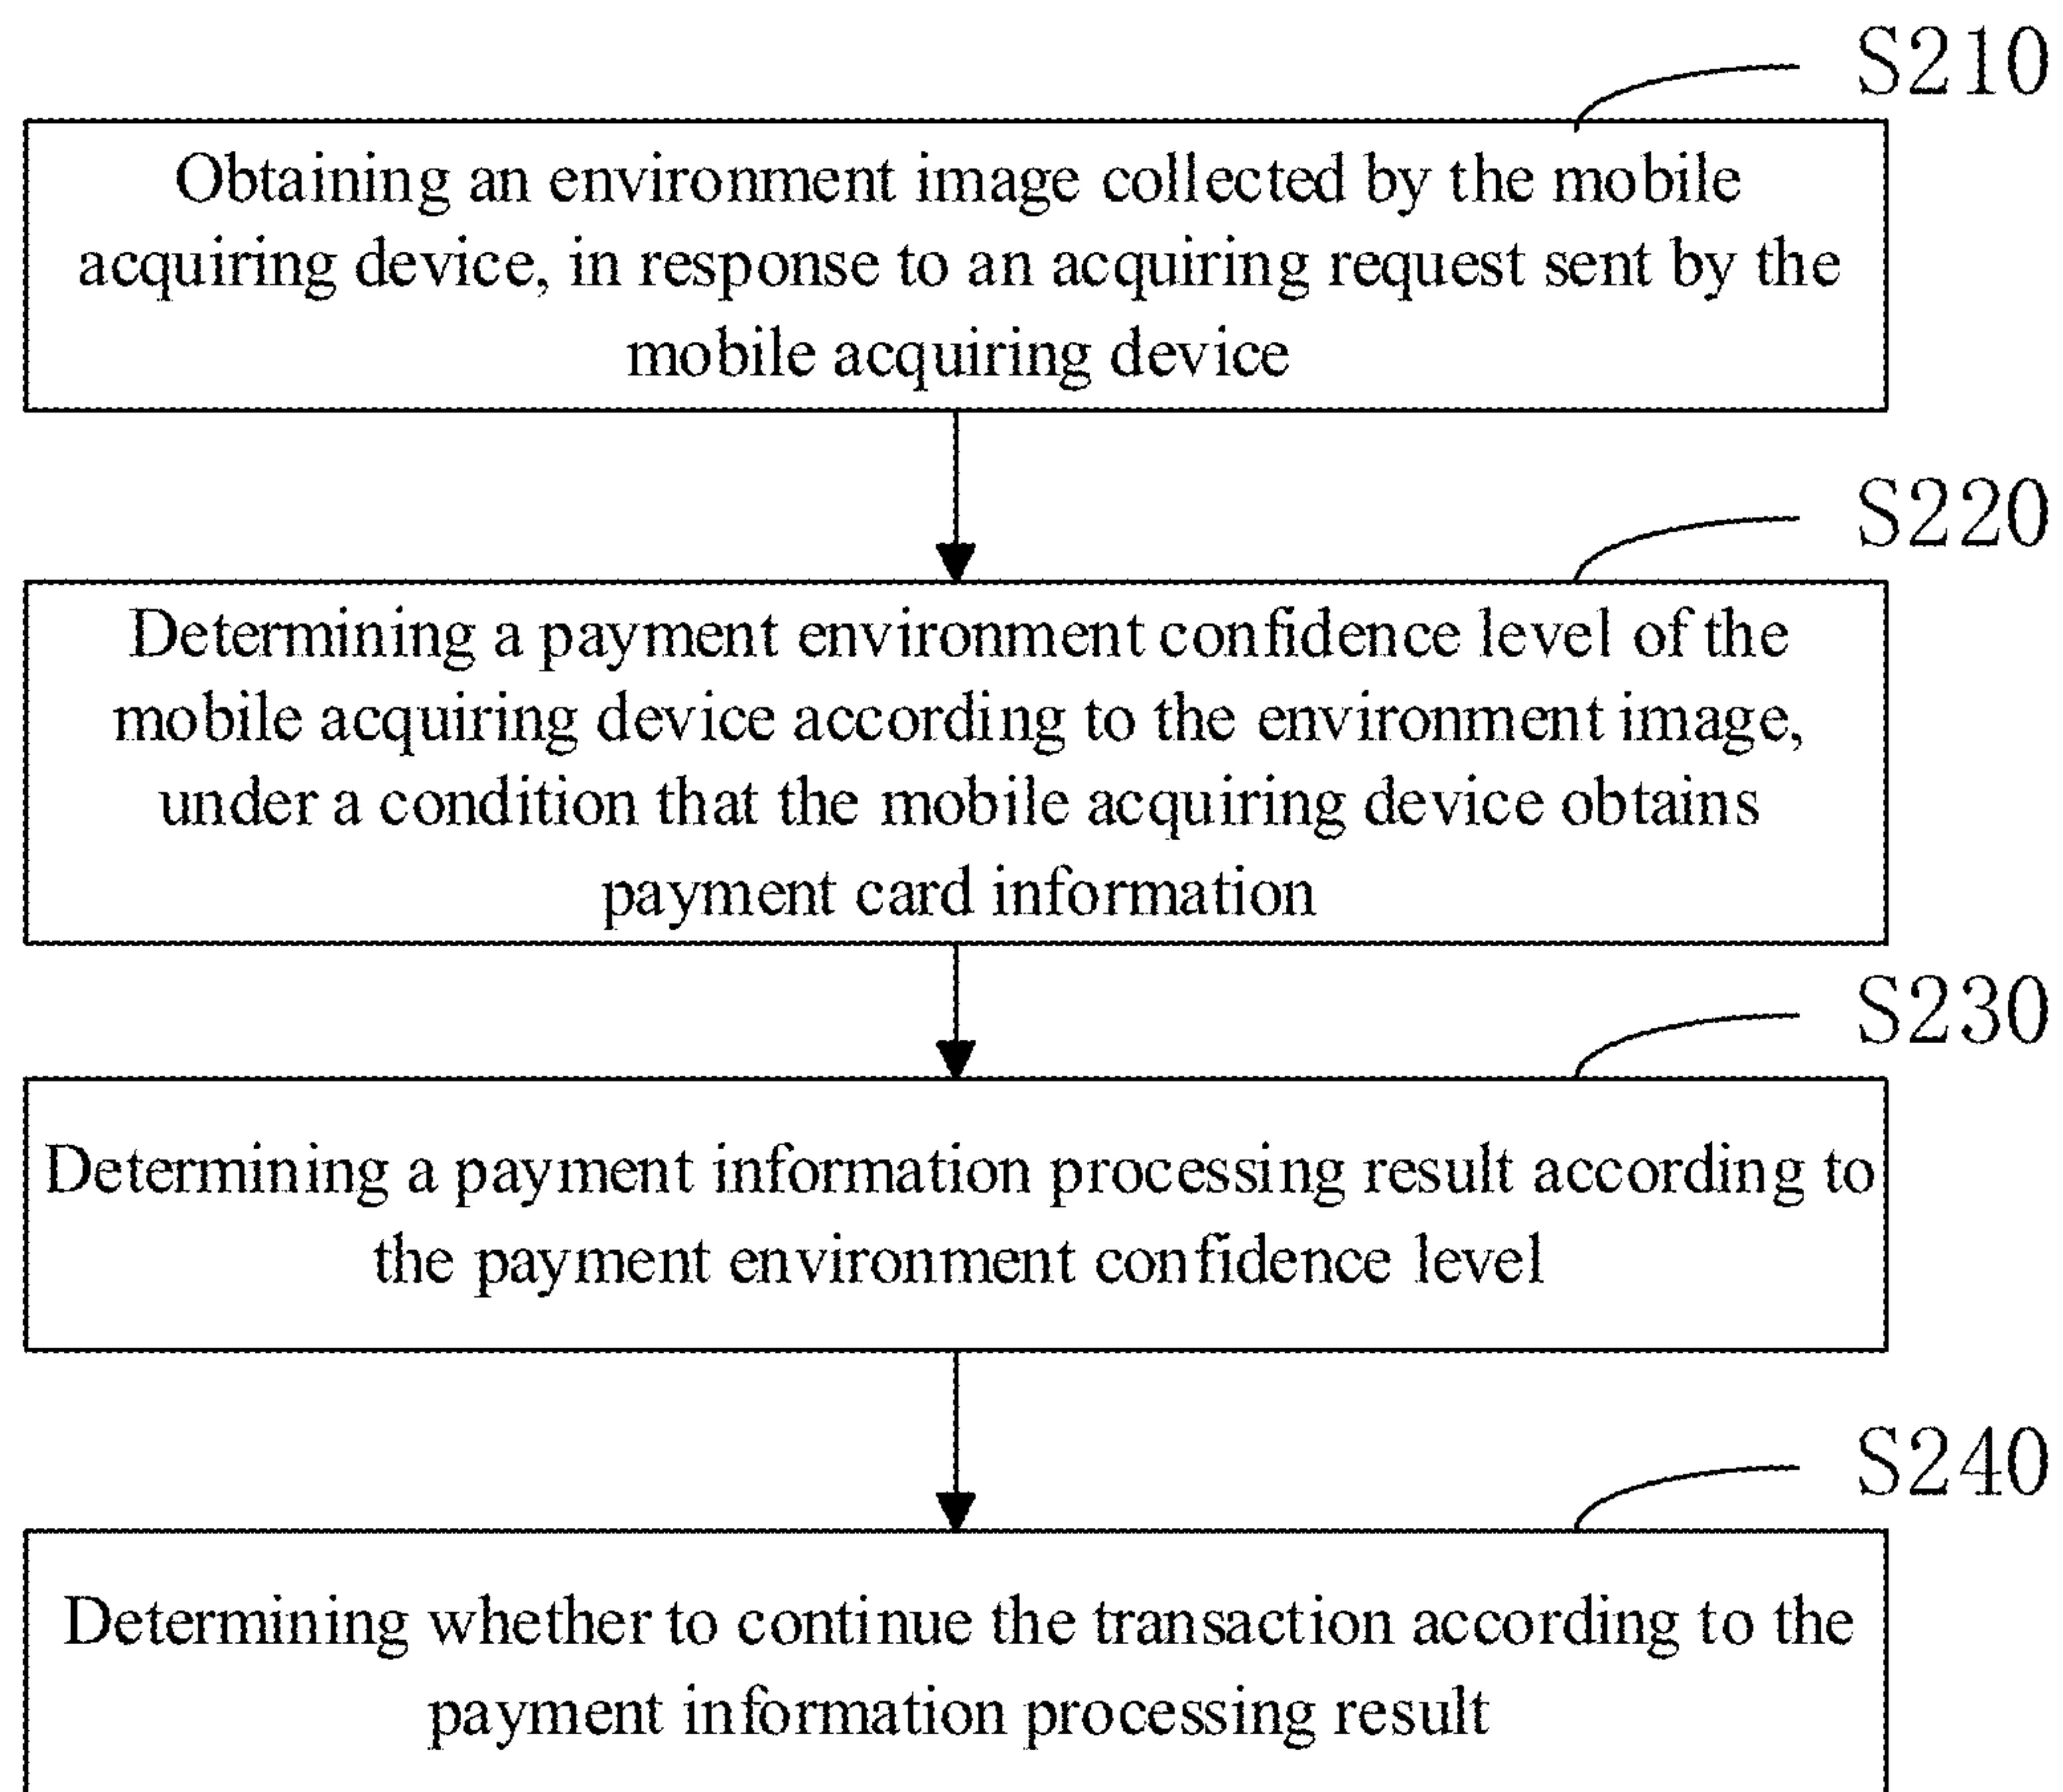 S210
Obtaining an environment image collected by the mobile
acquiring device, in response to an acquiring request sent by the
mobile acquiring device
S220
Determining a payment environment confidence level of the
mobile acquiring device according to the environment image,
under a condition that the mobile acquiring device obtains
payment card information
S230
Determining a payment information processing result according to
the payment environment confidence level
S240
Determining whether to continue the transaction according to the
payment information processing result